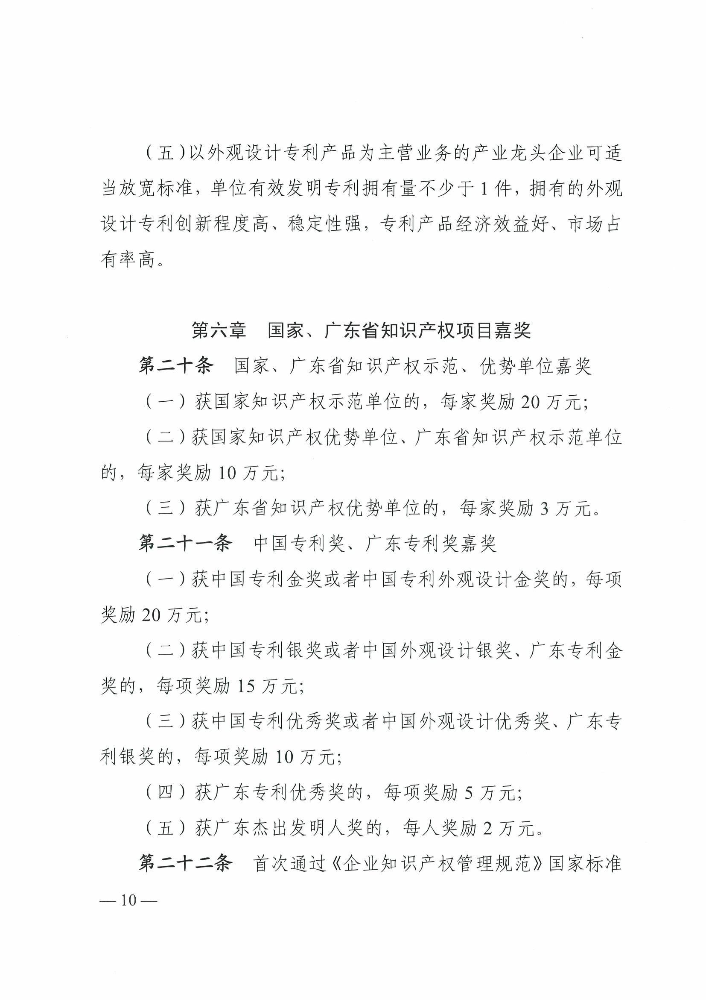 （五）以外观设计专利产品为主营业务的产业龙头企业可适
当放宽标准，单位有效发明专利拥有量不少于 1 件，拥有的外观
设计专利创新程度高、稳定性强，专利产品经济效益好、市场占
有率高。
第六章　国家、广东省知识产权项目嘉奖
第二十条　国家、广东省知识产权示范、优势单位嘉奖
（一）获国家知识产权示范单位的，每家奖励 20 万元；
（二）获国家知识产权优势单位、广东省知识产权示范单位
的，每家奖励 10 万元；
（三）获广东省知识产权优势单位的，每家奖励 3 万元。
第二十一条　中国专利奖、广东专利奖嘉奖
（一）获中国专利金奖或者中国专利外观设计金奖的，每项
奖励 20 万元；
（二）获中国专利银奖或者中国外观设计银奖、广东专利金
奖的，每项奖励 15 万元；
（三）获中国专利优秀奖或者中国外观设计优秀奖、广东专
利银奖的，每项奖励 10 万元；
（四）获广东专利优秀奖的，每项奖励 5 万元；
（五）获广东杰出发明人奖的，每人奖励 2 万元。
第二十二条　首次通过《企业知识产权管理规范》国家标准
— 10 —